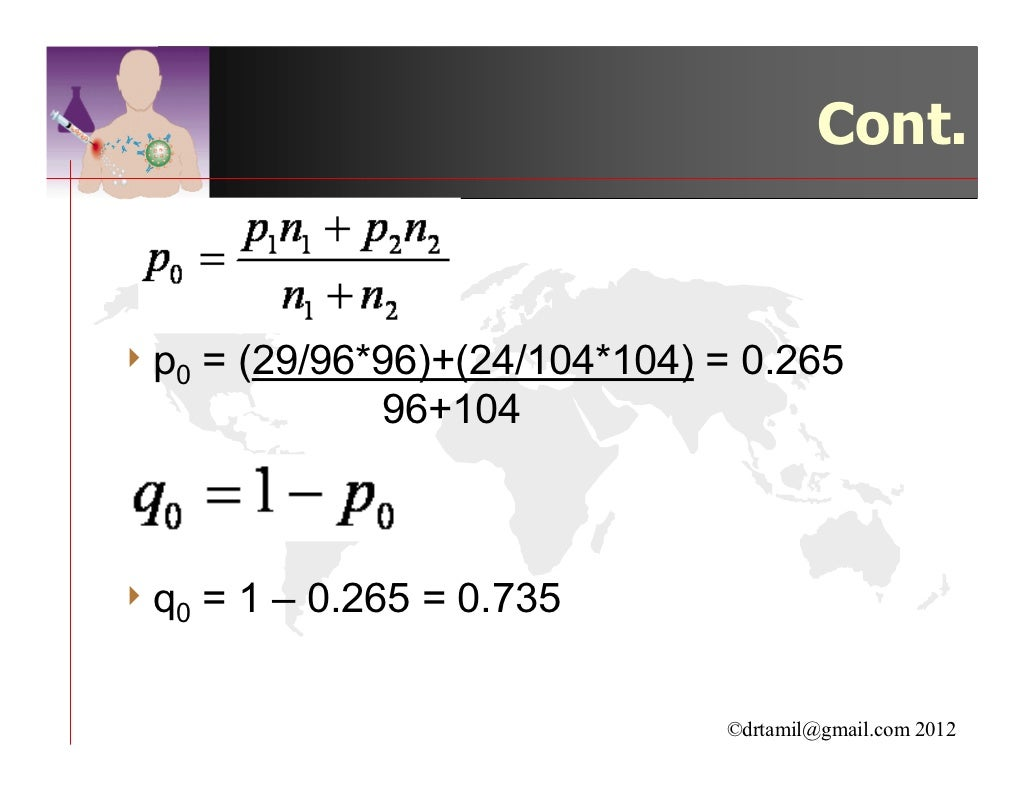 Cont.
p₀ = p₁n₁ + p₂n₂
n₁ + n₂
p₀ = (29/96*96)+(24/104*104) = 0.265
96+104
q₀ = 1 − p₀
q₀ = 1 – 0.265 = 0.735
©drtamil@gmail.com 2012